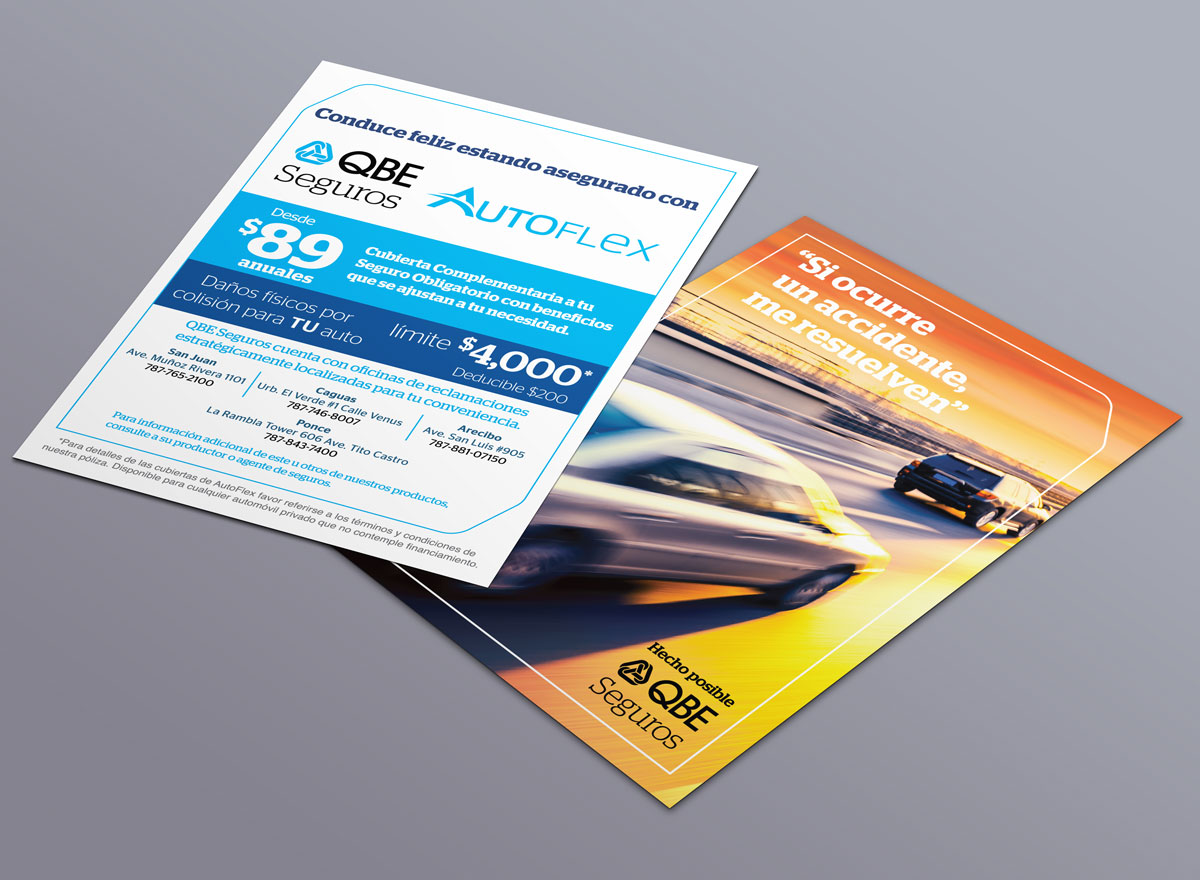 Conduce feliz estando asegurado con
QBE
Seguros
AUTOFLEX
Desde
$89
anuales
Cubierta Complementaria a tu
Seguro Obligatorio con beneficios
que se ajustan a tu necesidad.
Daños físicos por
colisión para TU auto
límite $4,000*
Deducible $200
QBE Seguros cuenta con oficinas de reclamaciones
estratégicamente localizadas para tu conveniencia.
San Juan
Ave. Muñoz Rivera 1101
787-765-2100
Caguas
Urb. El Verde #1 Calle Venus
787-746-8007
Ponce
La Rambla Tower 606 Ave. Tito Castro
787-843-7400
Arecibo
Ave. San Luís #905
787-881-07150
Para información adicional de este u otros de nuestros productos,
consulte a su productor o agente de seguros.
*Para detalles de las cubiertas de AutoFlex favor referirse a los términos y condiciones de
nuestra póliza. Disponible para cualquier automóvil privado que no contemple financiamiento.
“Si ocurre
un accidente,
me resuelven”
Hecho posible
QBE
Seguros